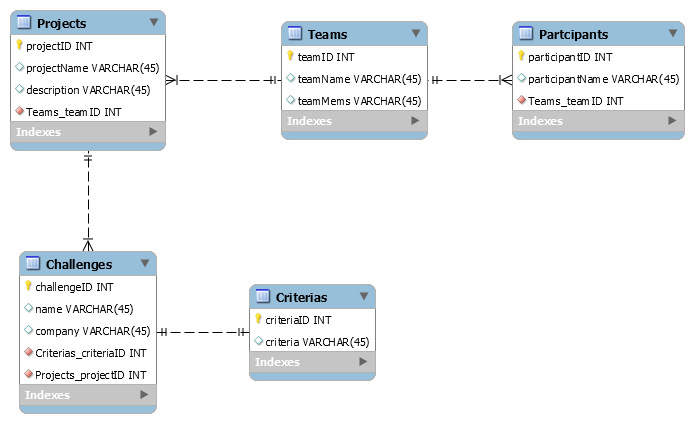 Projects
projectID INT
projectName VARCHAR(45)
description VARCHAR(45)
Teams_teamID INT
Indexes
Teams
teamID INT
teamName VARCHAR(45)
teamMems VARCHAR(45)
Indexes
Partcipants
participantID INT
participantName VARCHAR(45)
Teams_teamID INT
Indexes
Challenges
challengeID INT
name VARCHAR(45)
company VARCHAR(45)
Criterias_criteriaID INT
Projects_projectID INT
Indexes
Criterias
criteriaID INT
criteria VARCHAR(45)
Indexes